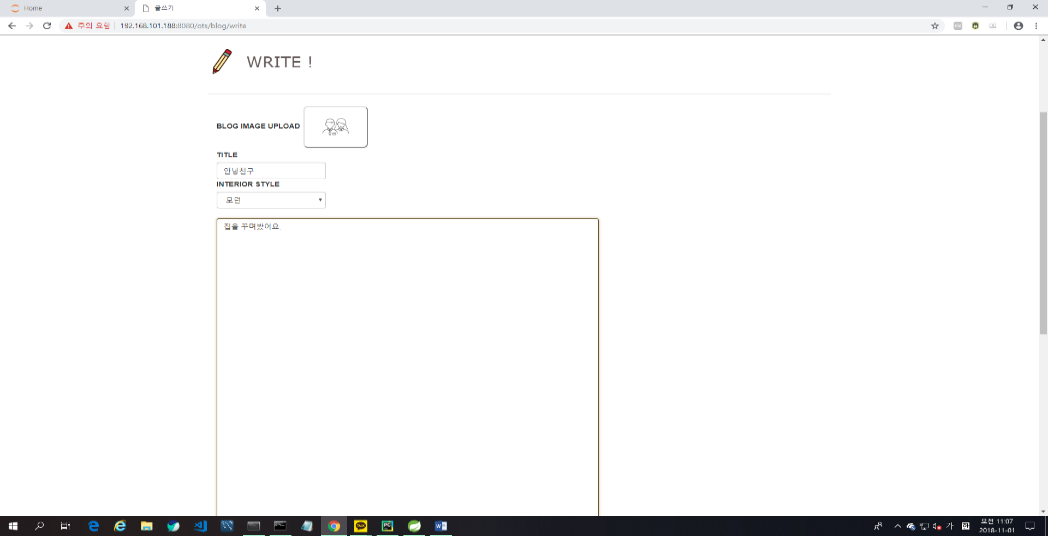 Home
글쓰기
주의 요함
192.168.101.188:8080/ots/blog/write
WRITE !
BLOG IMAGE UPLOAD
TITLE
안녕친구
INTERIOR STYLE
모던
집을 꾸며봤어요.
가
오전 11:07
2018-11-01